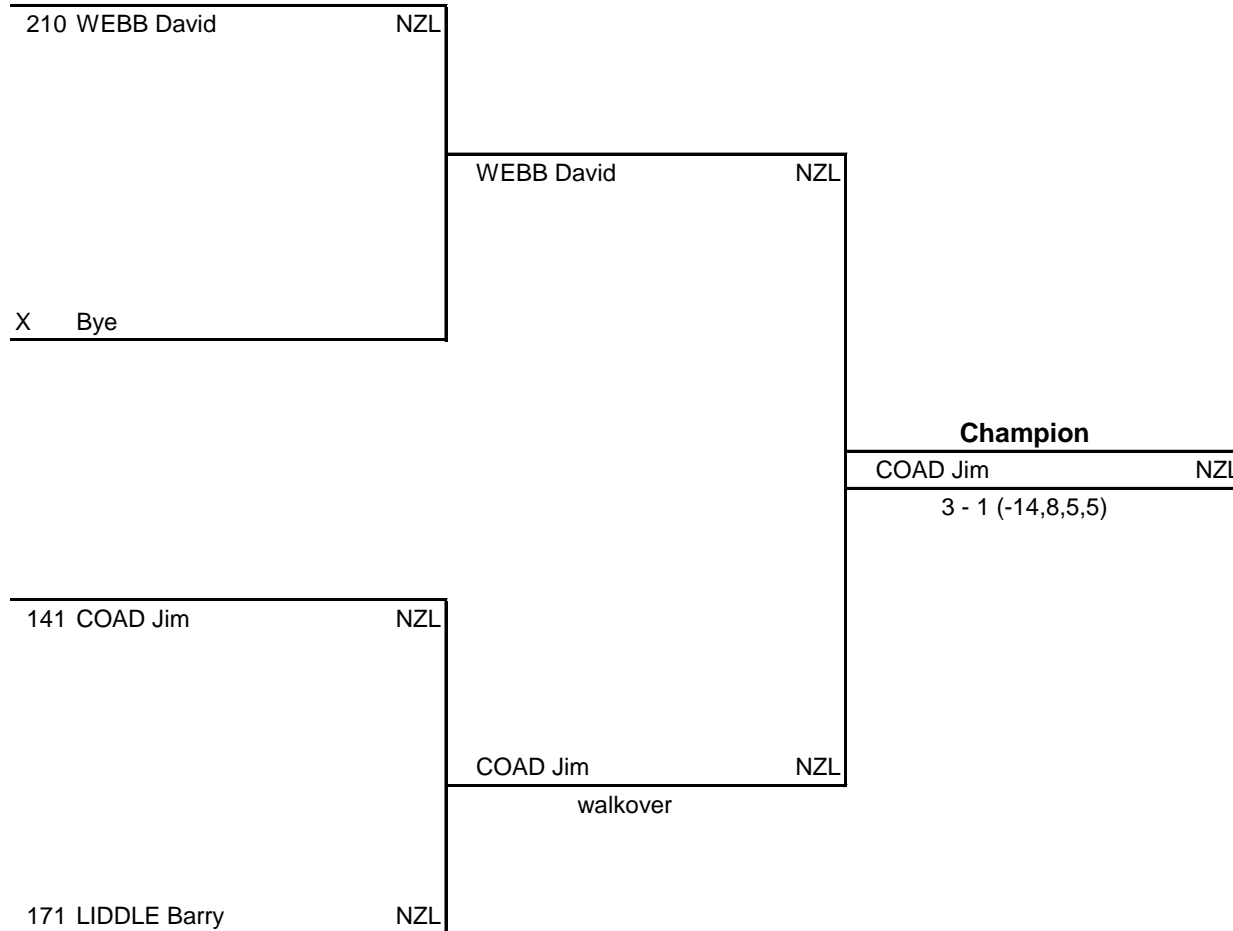 210 WEBB David NZL
WEBB David NZL
X Bye
Champion
COAD Jim NZL
3 - 1 (-14,8,5,5)
141 COAD Jim NZL
COAD Jim NZL
walkover
171 LIDDLE Barry NZL